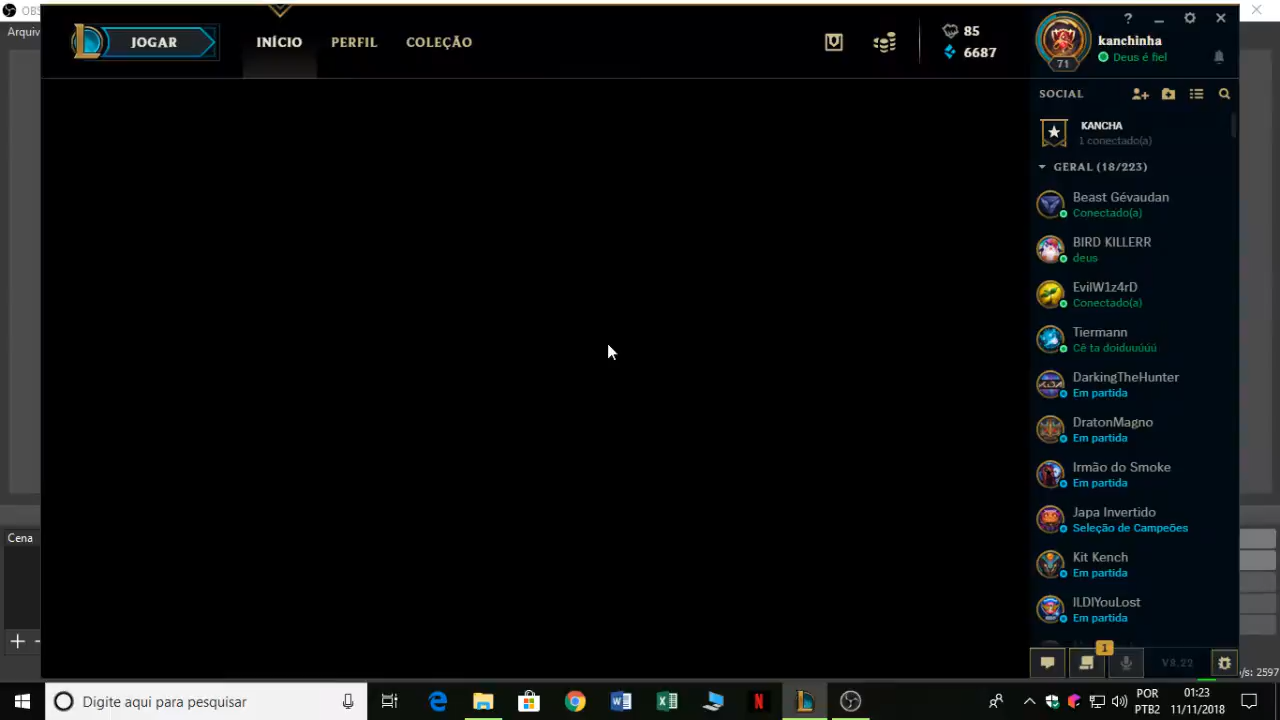 OBS
Arquiv
JOGAR
INÍCIO
PERFIL
COLEÇÃO
85
6687
71
kanchinha
Deus é fiel
SOCIAL
KANCHA
1 conectado(a)
GERAL (18/223)
Beast Gévaudan
Conectado(a)
BIRD KILLERR
deus
EvilW1z4rD
Conectado(a)
Tiermann
Cê ta doiduuúúú
DarkingTheHunter
Em partida
DratonMagno
Em partida
Irmão do Smoke
Em partida
Japa Invertido
Seleção de Campeões
Kit Kench
Em partida
ILDIYouLost
Em partida
Cena
1
V8.22
/s: 2597
Digite aqui para pesquisar
POR
PTB2
01:23
11/11/2018